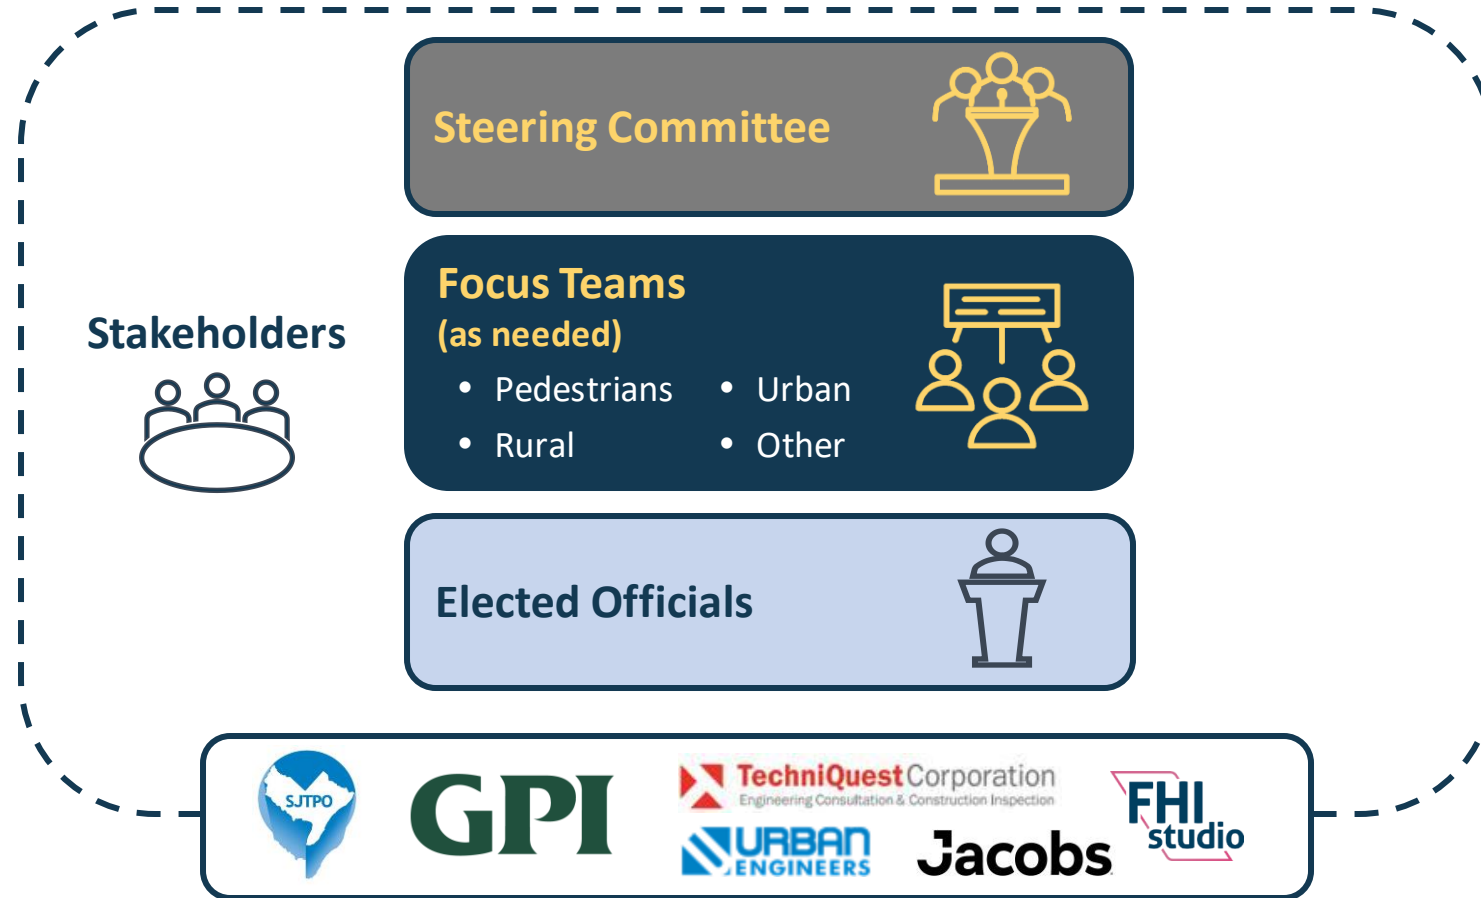 Steering Committee
Stakeholders
Focus Teams
(as needed)
• Pedestrians
• Rural
• Urban
• Other
Elected Officials
SJTPO
GPI
TechniQuest Corporation
Engineering Consultation & Construction Inspection
URBAN
ENGINEERS
Jacobs
FHI
studio